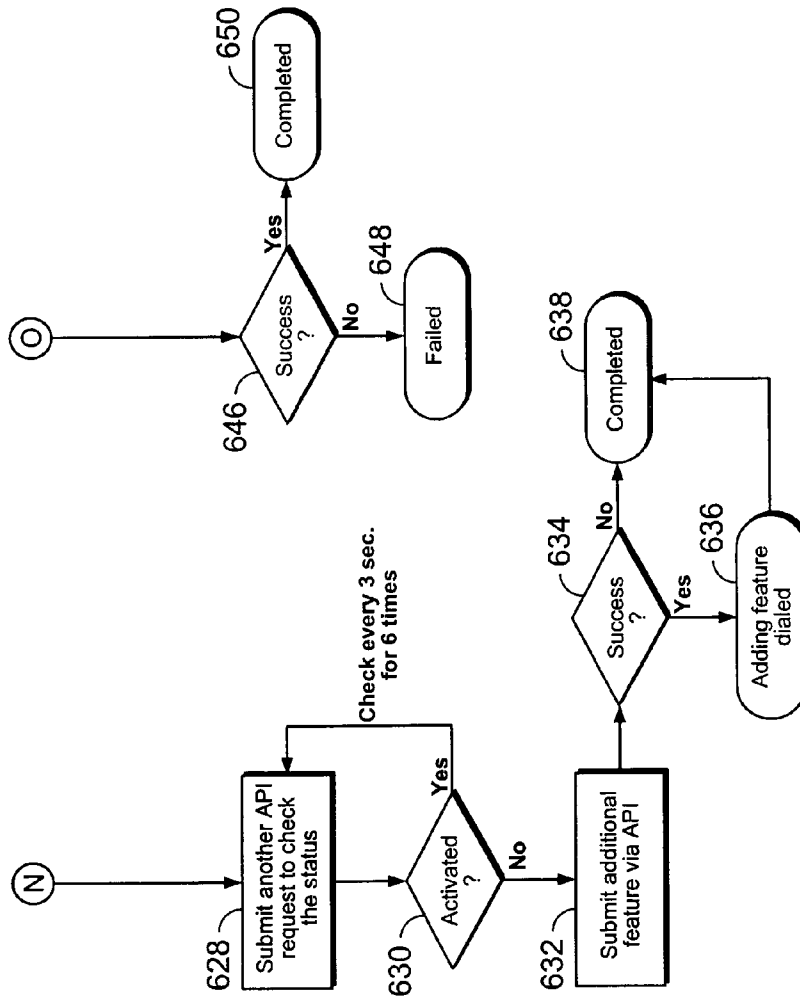 N
628
Submit another API
request to check
the status
630
Activated
?
Yes
Check every 3 sec.
for 6 times
No
632
Submit additional
feature via API
634
Success
?
No
638
Completed
Yes
636
Adding feature
dialed
O
646
Success
?
Yes
650
Completed
No
648
Failed